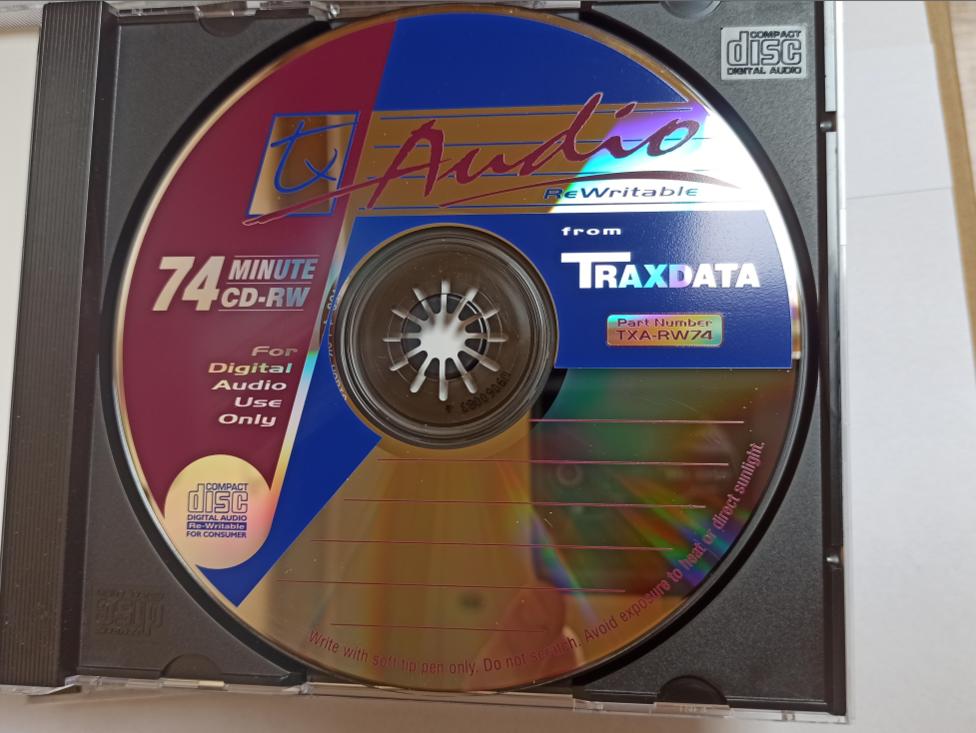 COMPACT
disc
DIGITAL AUDIO
tx
Audio
ReWritable
from
TRAXDATA
74 MINUTE
CD-RW
Part Number
TXA-RW74
For
Digital
Audio
Use
Only
COMPACT
disc
DIGITAL AUDIO
Re-Writable
FOR CONSUMER
Write with soft tip pen only. Do not scratch. Avoid exposure to heat or direct sunlight.